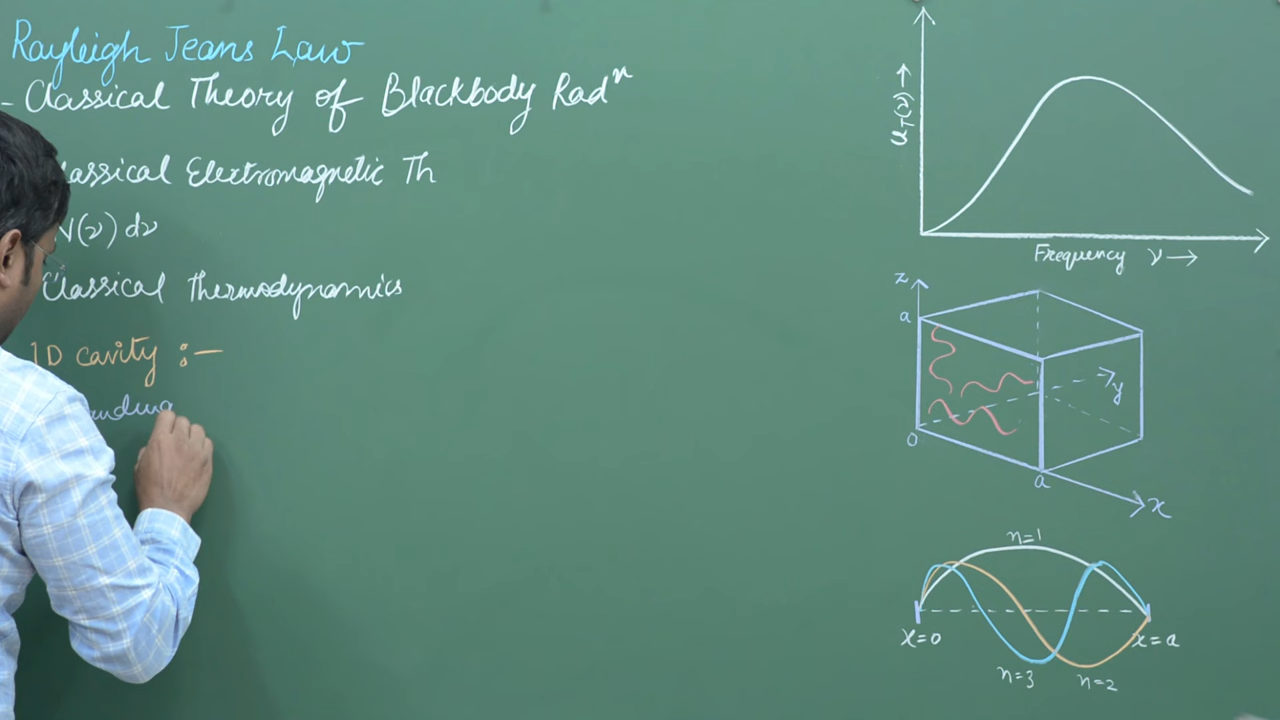 Rayleigh Jeans Law
- Classical Theory of Blackbody Radⁿ
lassical Electromagnetic Th
N(ν) dν
Classical Thermodynamics
1D cavity :—
u_T(ν) →
Frequency ν →
z
a
y
0
a
x
n=1
x=0
x=a
n=3
n=2